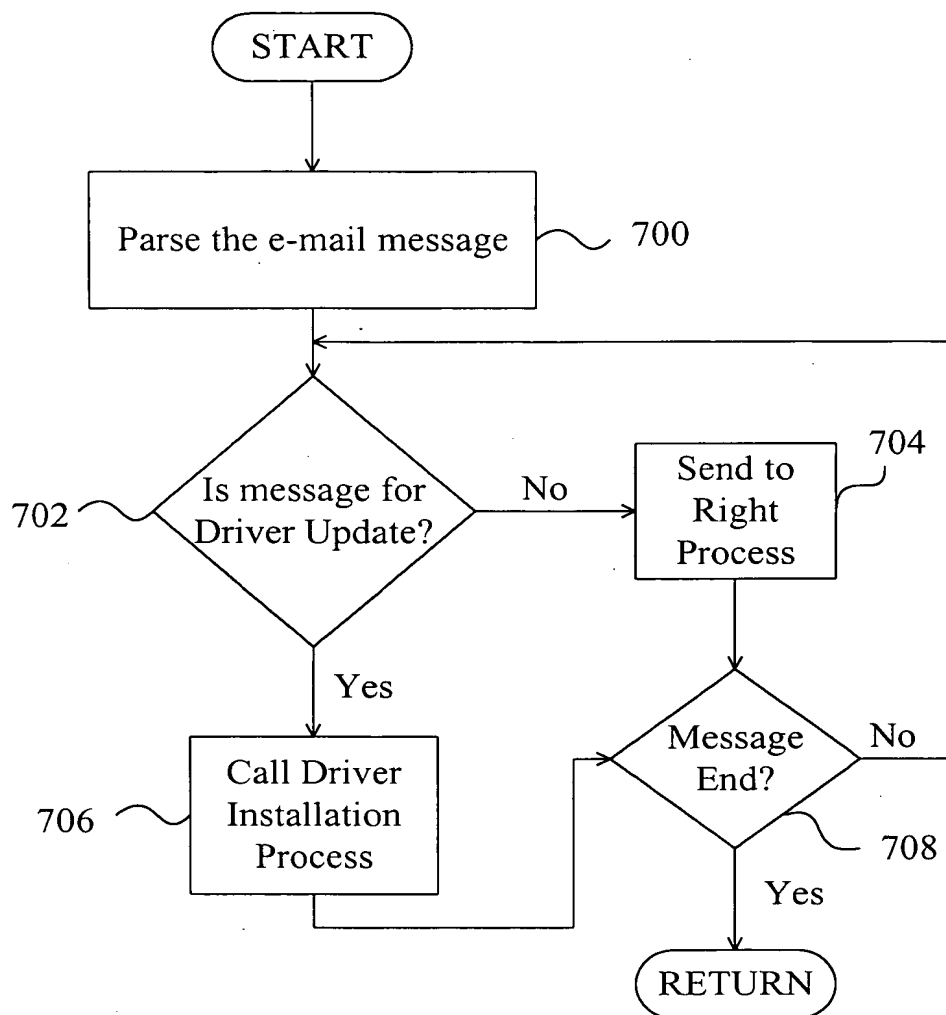 START
Parse the e-mail message
700
702
Is message for
Driver Update?
No
Send to
Right
Process
704
Yes
706
Call Driver
Installation
Process
Message
End?
No
708
Yes
RETURN